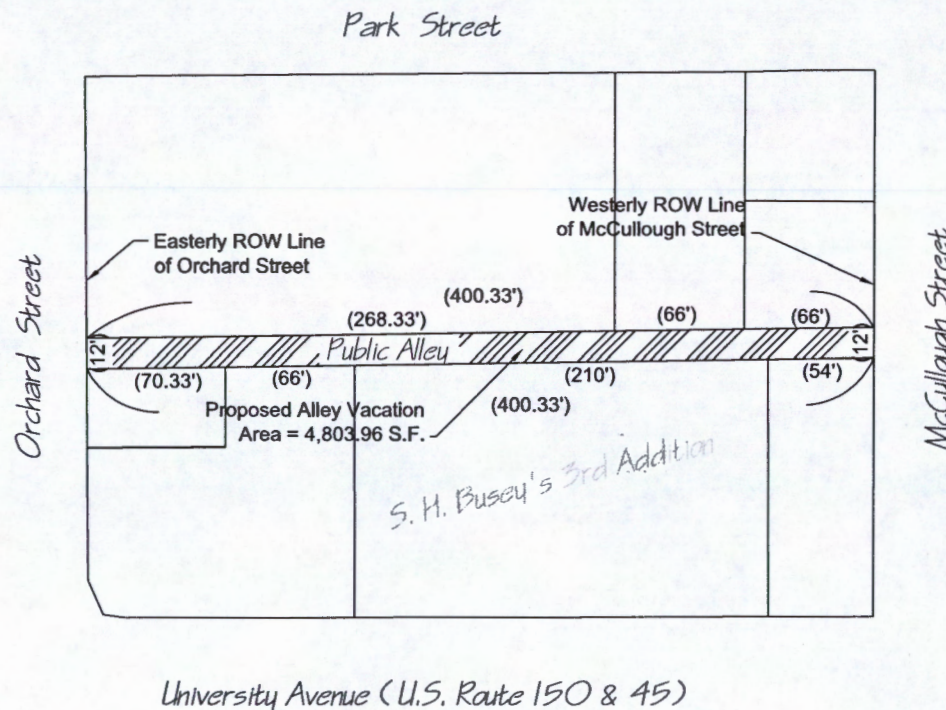 Park Street
Westerly ROW Line
of McCullough Street
Easterly ROW Line
of Orchard Street
Orchard Street
McCullough Street
(400.33')
(268.33')
(66')
(66')
(12')
Public Alley
(12')
(70.33')
(66')
(210')
(54')
Proposed Alley Vacation
Area = 4,803.96 S.F.
(400.33')
S. H. Busey's 3rd Addition
University Avenue (U.S. Route 150 & 45)